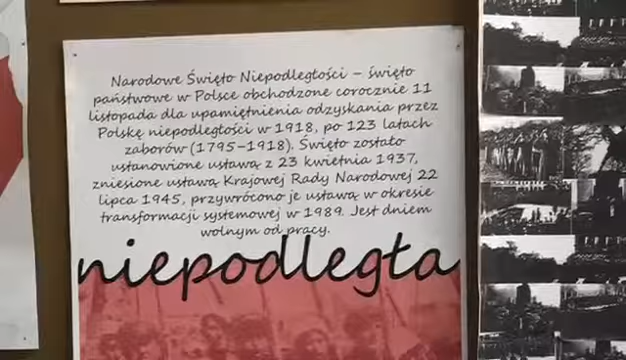 Narodowe Święto Niepodległości – święto
państwowe w Polsce obchodzone corocznie 11
listopada dla upamiętnienia odzyskania przez
Polskę niepodległości w 1918, po 123 latach
zaborów (1795–1918). Święto zostało
ustanowione ustawą z 23 kwietnia 1937,
zniesione ustawą Krajowej Rady Narodowej 22
lipca 1945, przywrócono je ustawą w okresie
transformacji systemowej w 1989. Jest dniem
wolnym od pracy.
niepodległa